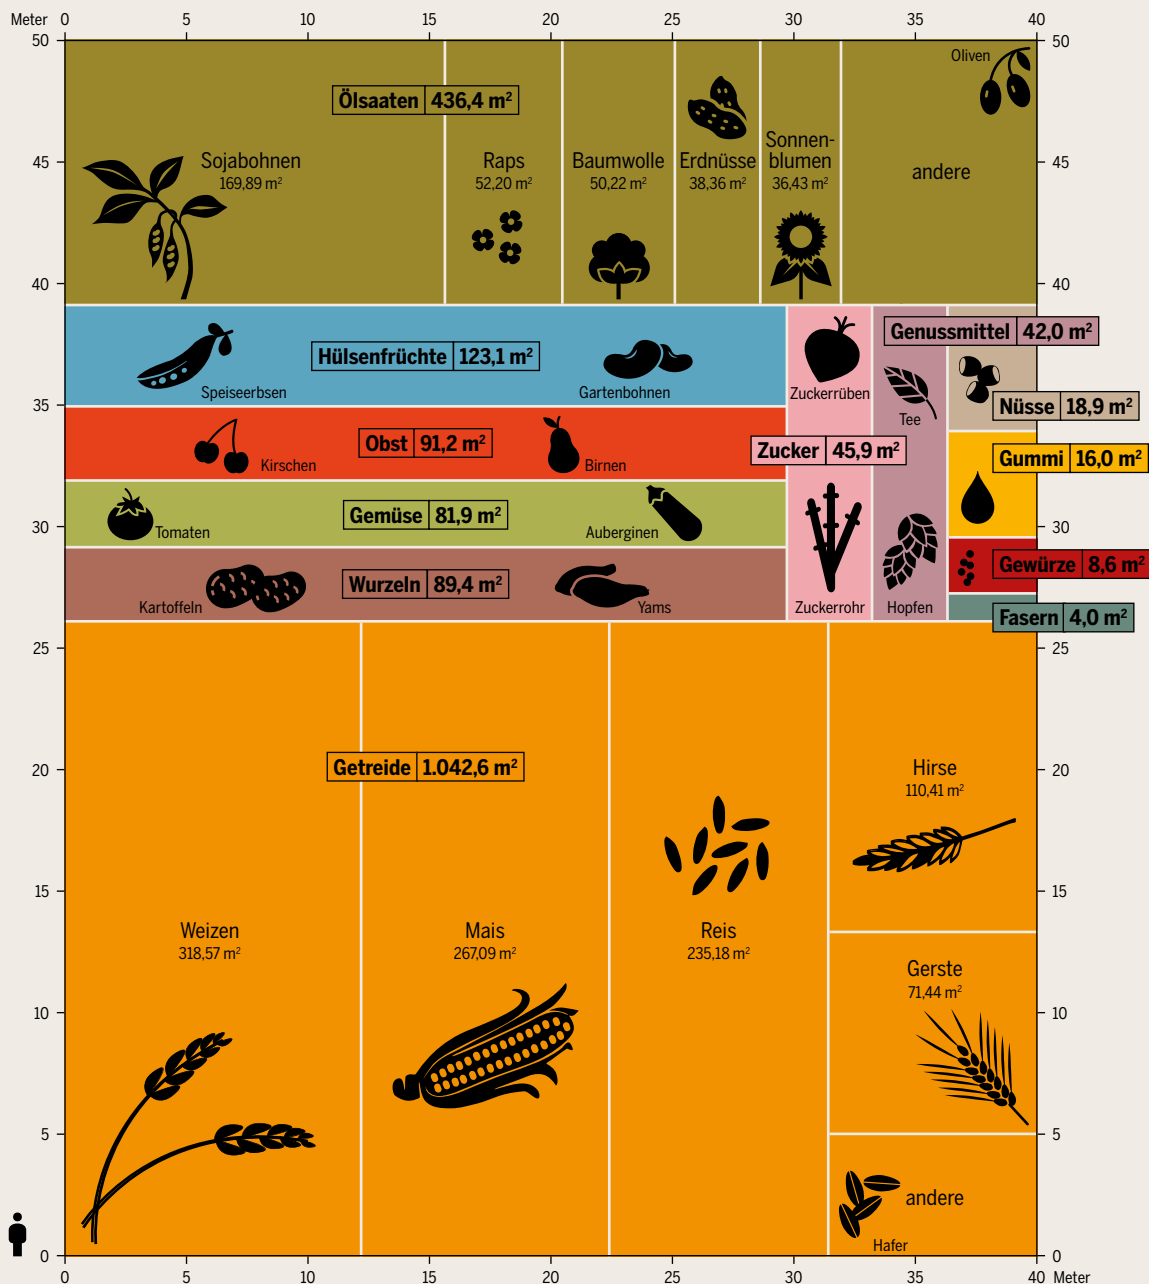 Meter 0 5 10 15 20 25 30 35 40
50 50
Oliven
Ölsaaten 436,4 m²
Sojabohnen
169,89 m²
Raps
52,20 m²
Baumwolle
50,22 m²
Erdnüsse
38,36 m²
Sonnen-
blumen
36,43 m²
andere
45 45
40 40
Hülsenfrüchte 123,1 m²
Speiseerbsen
Gartenbohnen
Zuckerrüben
Genussmittel 42,0 m²
Tee
Nüsse 18,9 m²
35
Obst 91,2 m²
Kirschen
Birnen
Zucker 45,9 m²
Gummi 16,0 m²
Gemüse 81,9 m²
Tomaten
Auberginen
30 30
Wurzeln 89,4 m²
Kartoffeln
Yams
Zuckerrohr
Hopfen
Gewürze 8,6 m²
Fasern 4,0 m²
25 25
Getreide 1.042,6 m²
20 20
Hirse
110,41 m²
15 15
Weizen
318,57 m²
Mais
267,09 m²
Reis
235,18 m²
Gerste
71,44 m²
10 10
5 5
andere
Hafer
0 0
0 5 10 15 20 25 30 35 40 Meter